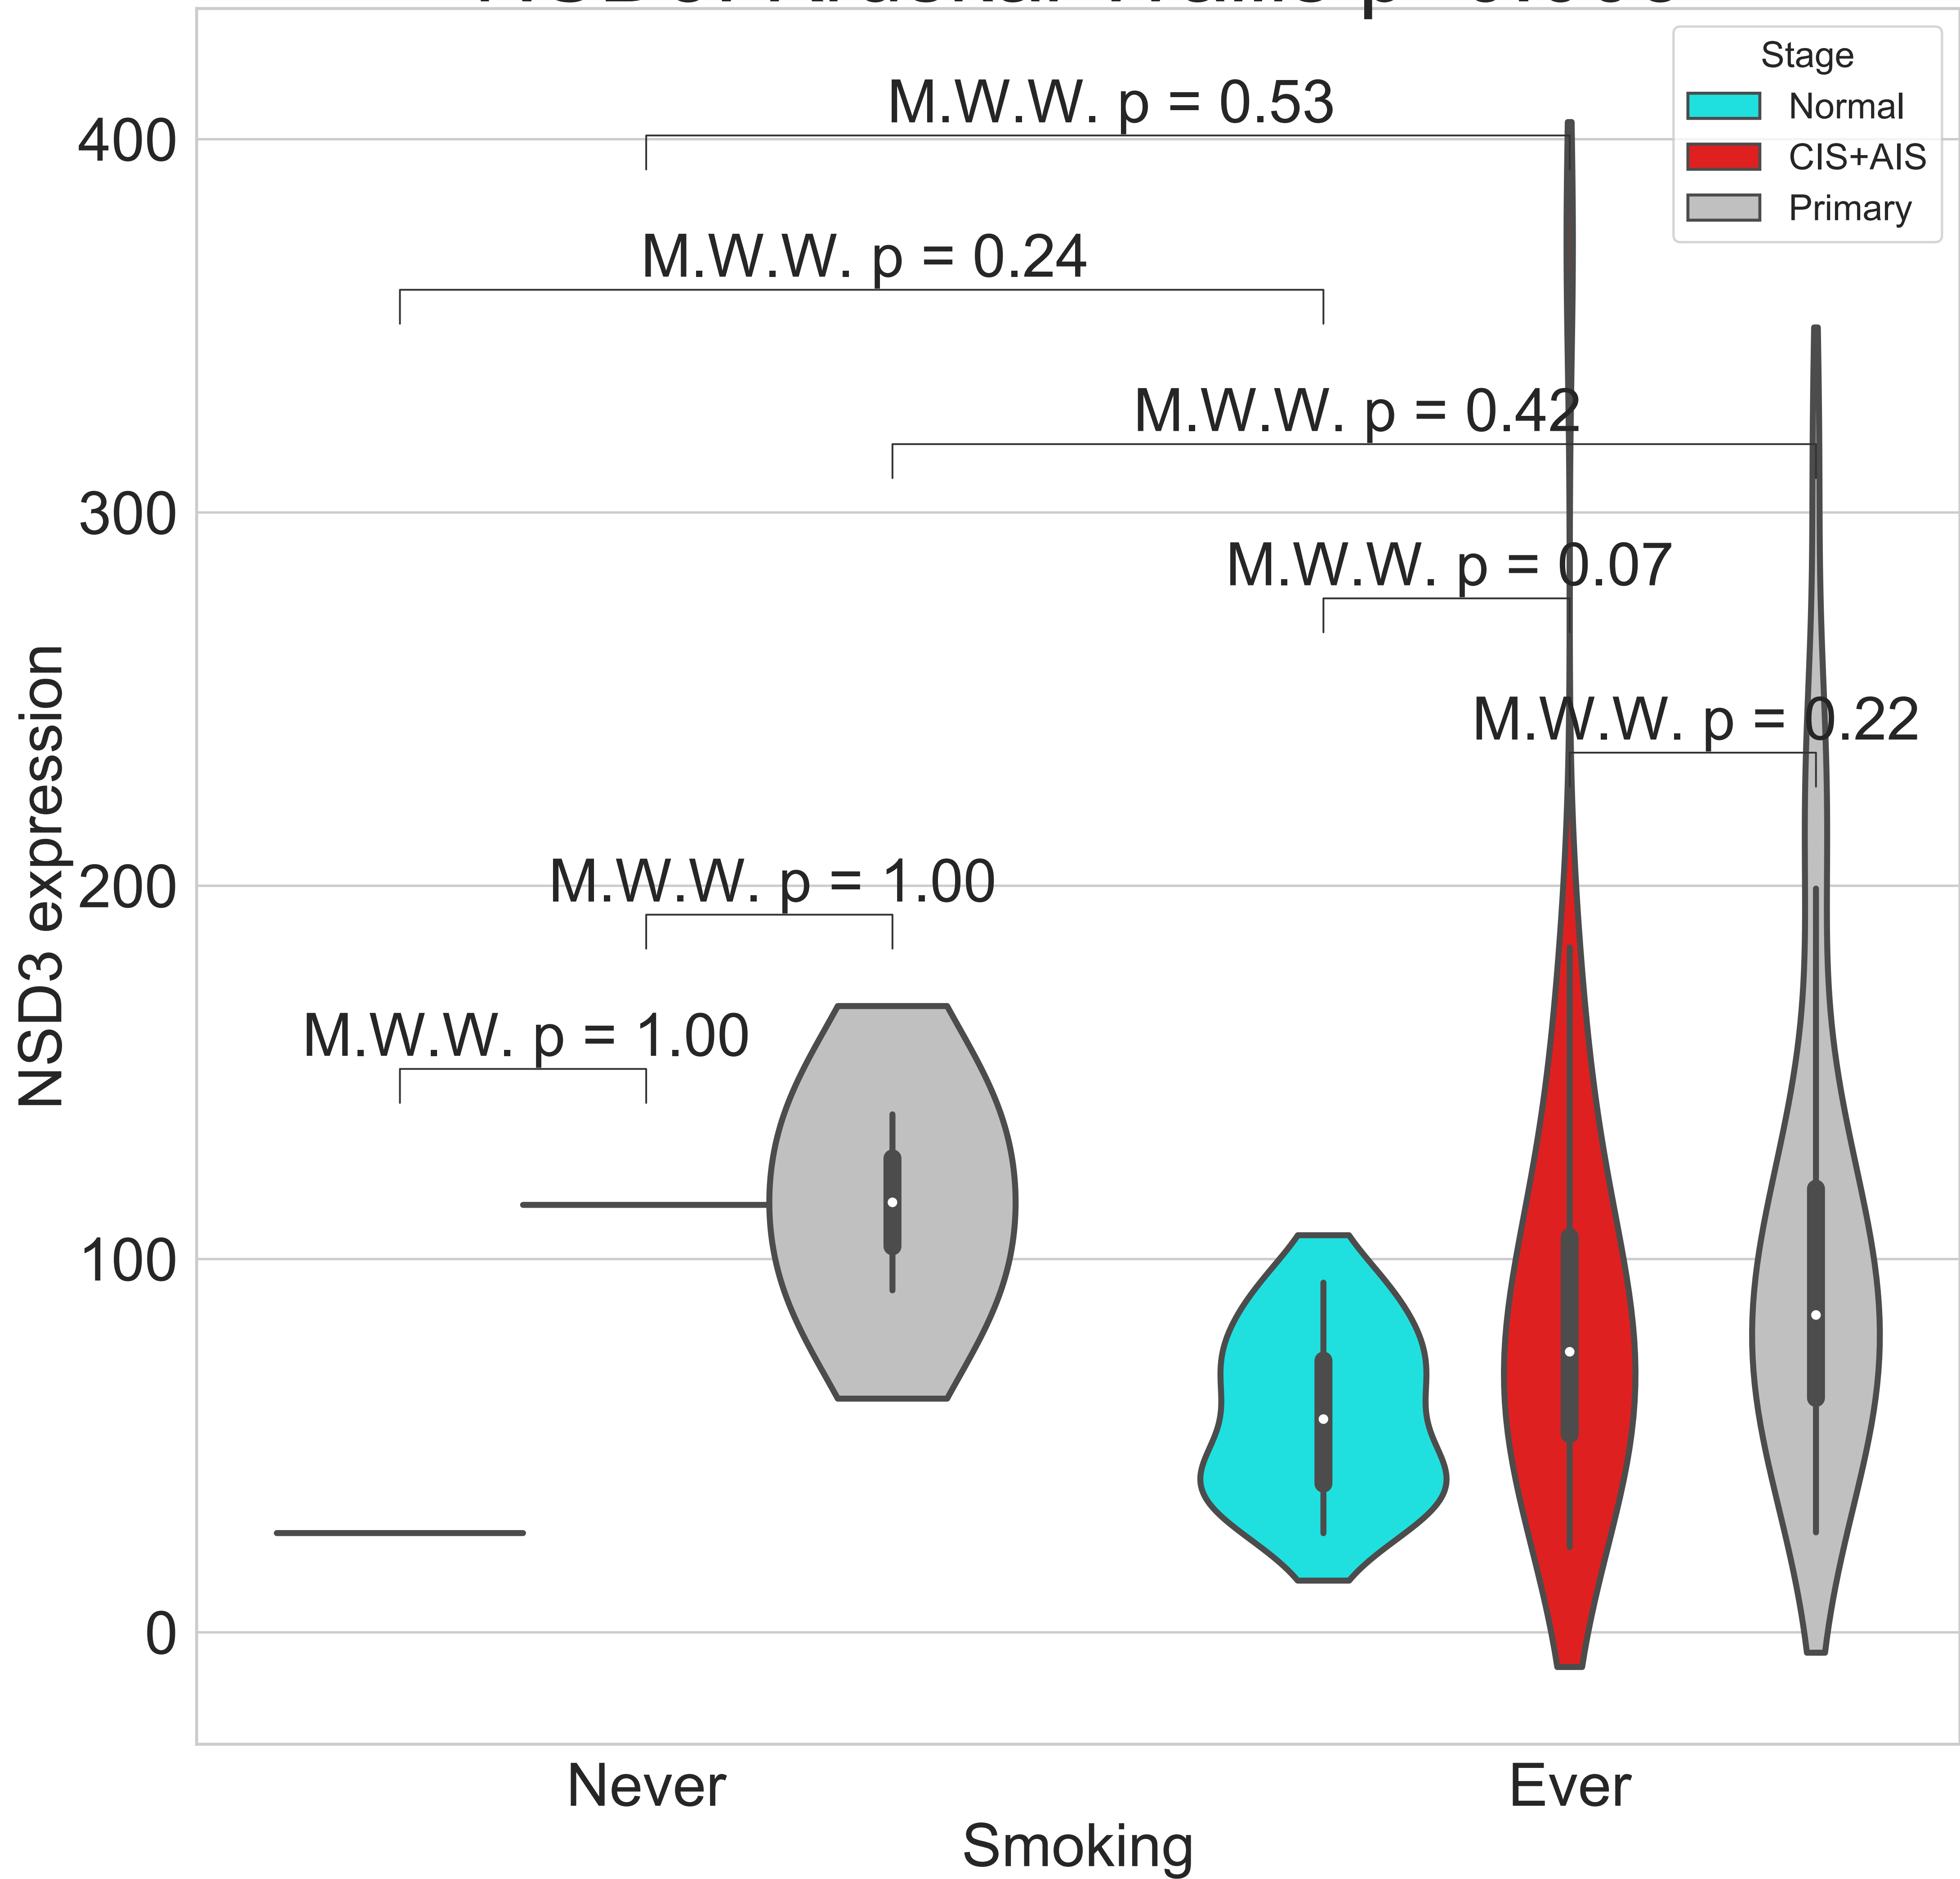 Stage
Normal
CIS+AIS
Primary
M.W.W. p = 0.53
M.W.W. p = 0.24
M.W.W. p = 0.42
M.W.W. p = 0.07
M.W.W. p = 0.22
M.W.W. p = 1.00
M.W.W. p = 1.00
400
300
200
100
0
NSD3 expression
Never
Ever
Smoking